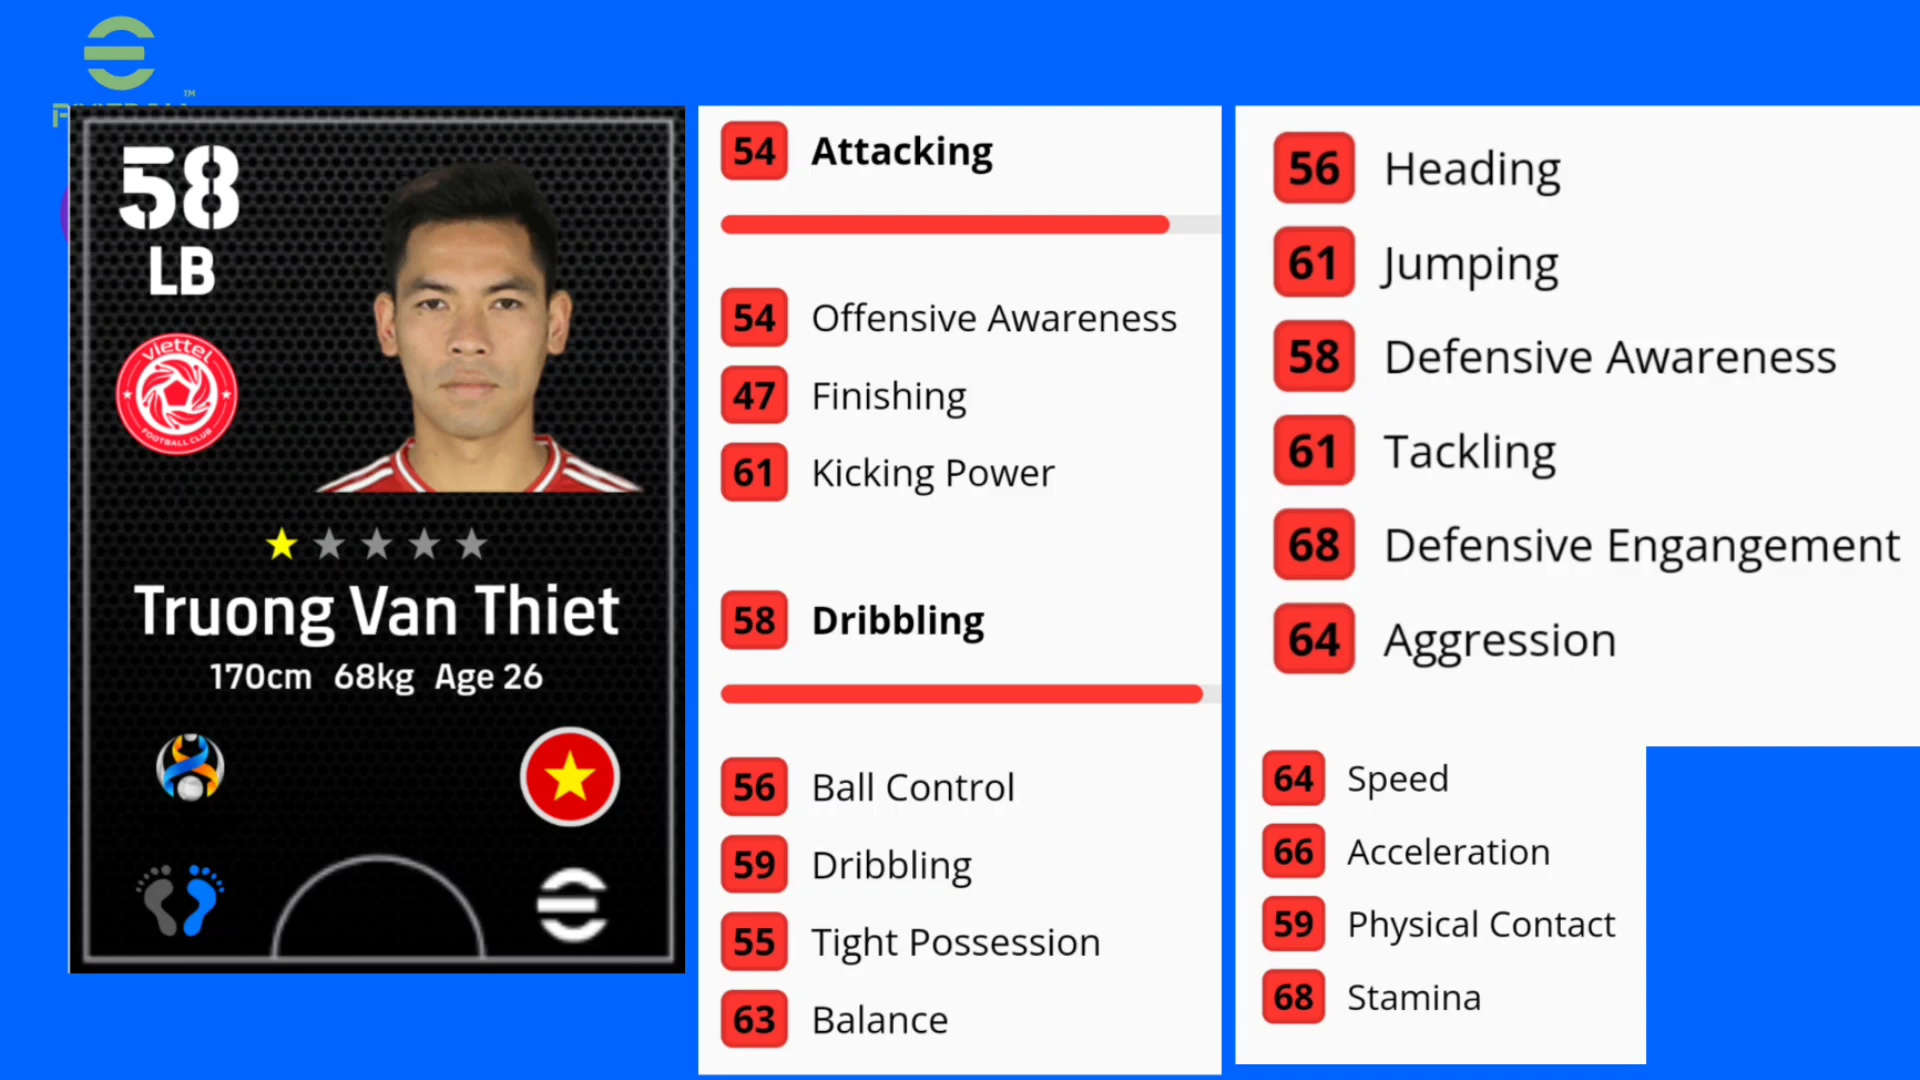 ™
58
LB
viettel
FOOTBALL CLUB
Truong Van Thiet
170cm 68kg Age 26
54 Attacking
54 Offensive Awareness
47 Finishing
61 Kicking Power
58 Dribbling
56 Ball Control
59 Dribbling
55 Tight Possession
63 Balance
56 Heading
61 Jumping
58 Defensive Awareness
61 Tackling
68 Defensive Engangement
64 Aggression
64 Speed
66 Acceleration
59 Physical Contact
68 Stamina